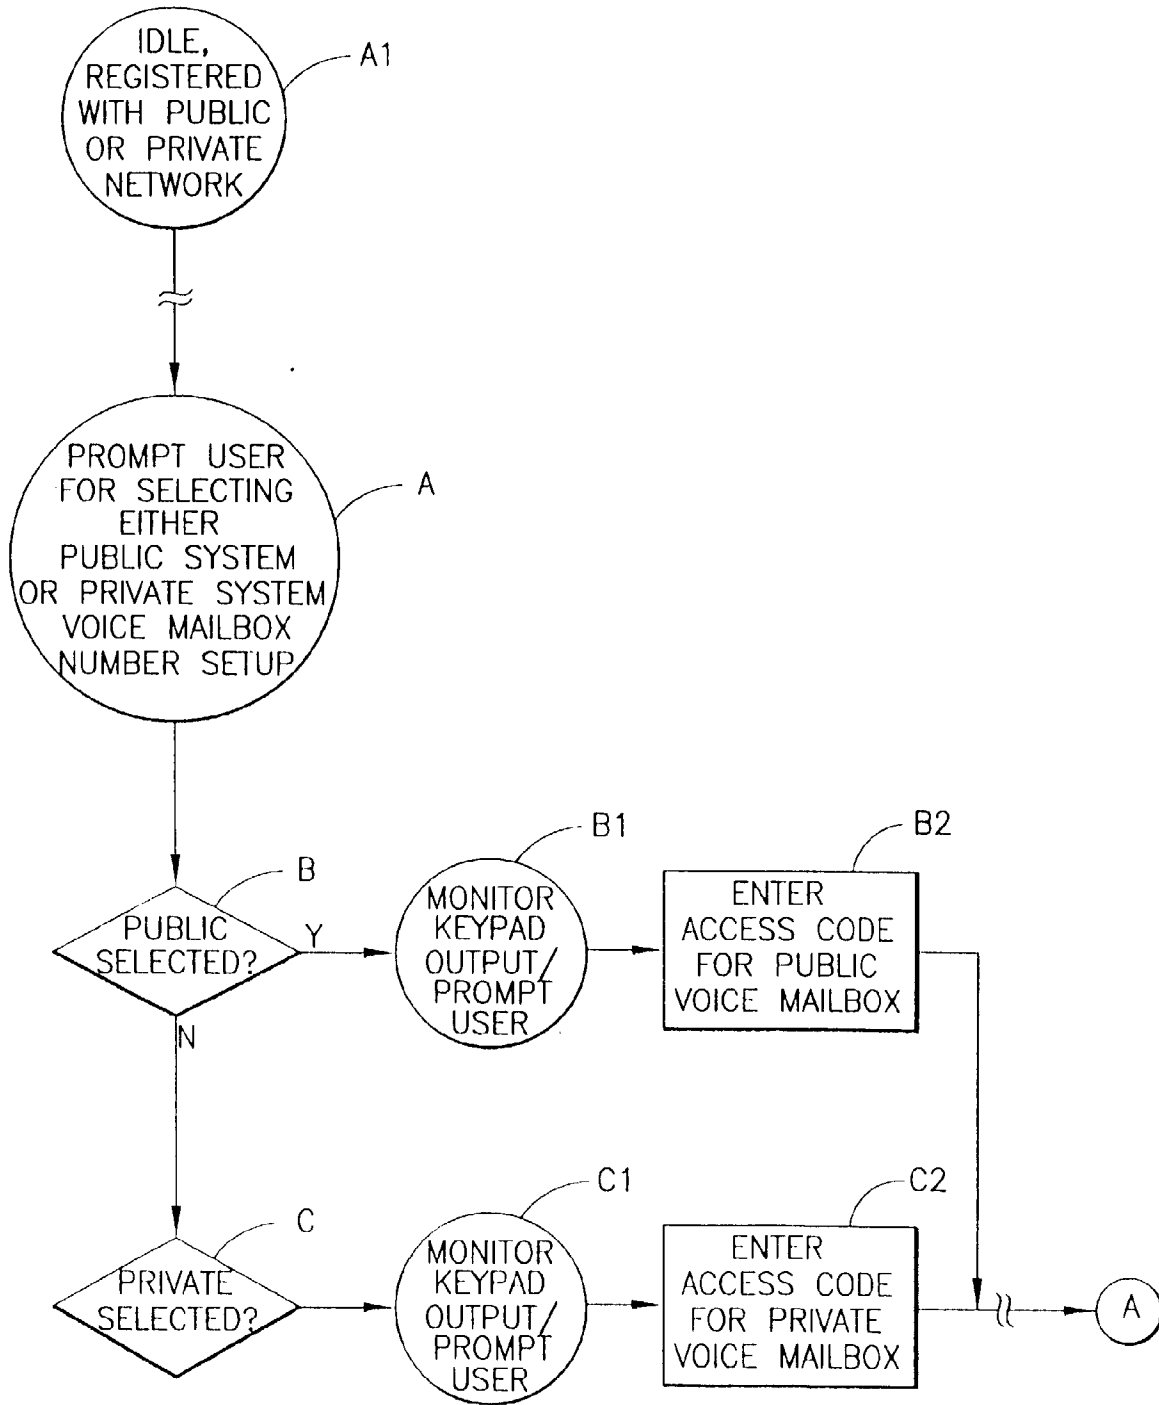 IDLE,
REGISTERED
WITH PUBLIC
OR PRIVATE
NETWORK
A1
PROMPT USER
FOR SELECTING
EITHER
PUBLIC SYSTEM
OR PRIVATE SYSTEM
VOICE MAILBOX
NUMBER SETUP
A
PUBLIC
SELECTED?
B
Y
N
MONITOR
KEYPAD
OUTPUT/
PROMPT
USER
B1
ENTER
ACCESS CODE
FOR PUBLIC
VOICE MAILBOX
B2
PRIVATE
SELECTED?
C
MONITOR
KEYPAD
OUTPUT/
PROMPT
USER
C1
ENTER
ACCESS CODE
FOR PRIVATE
VOICE MAILBOX
C2
A